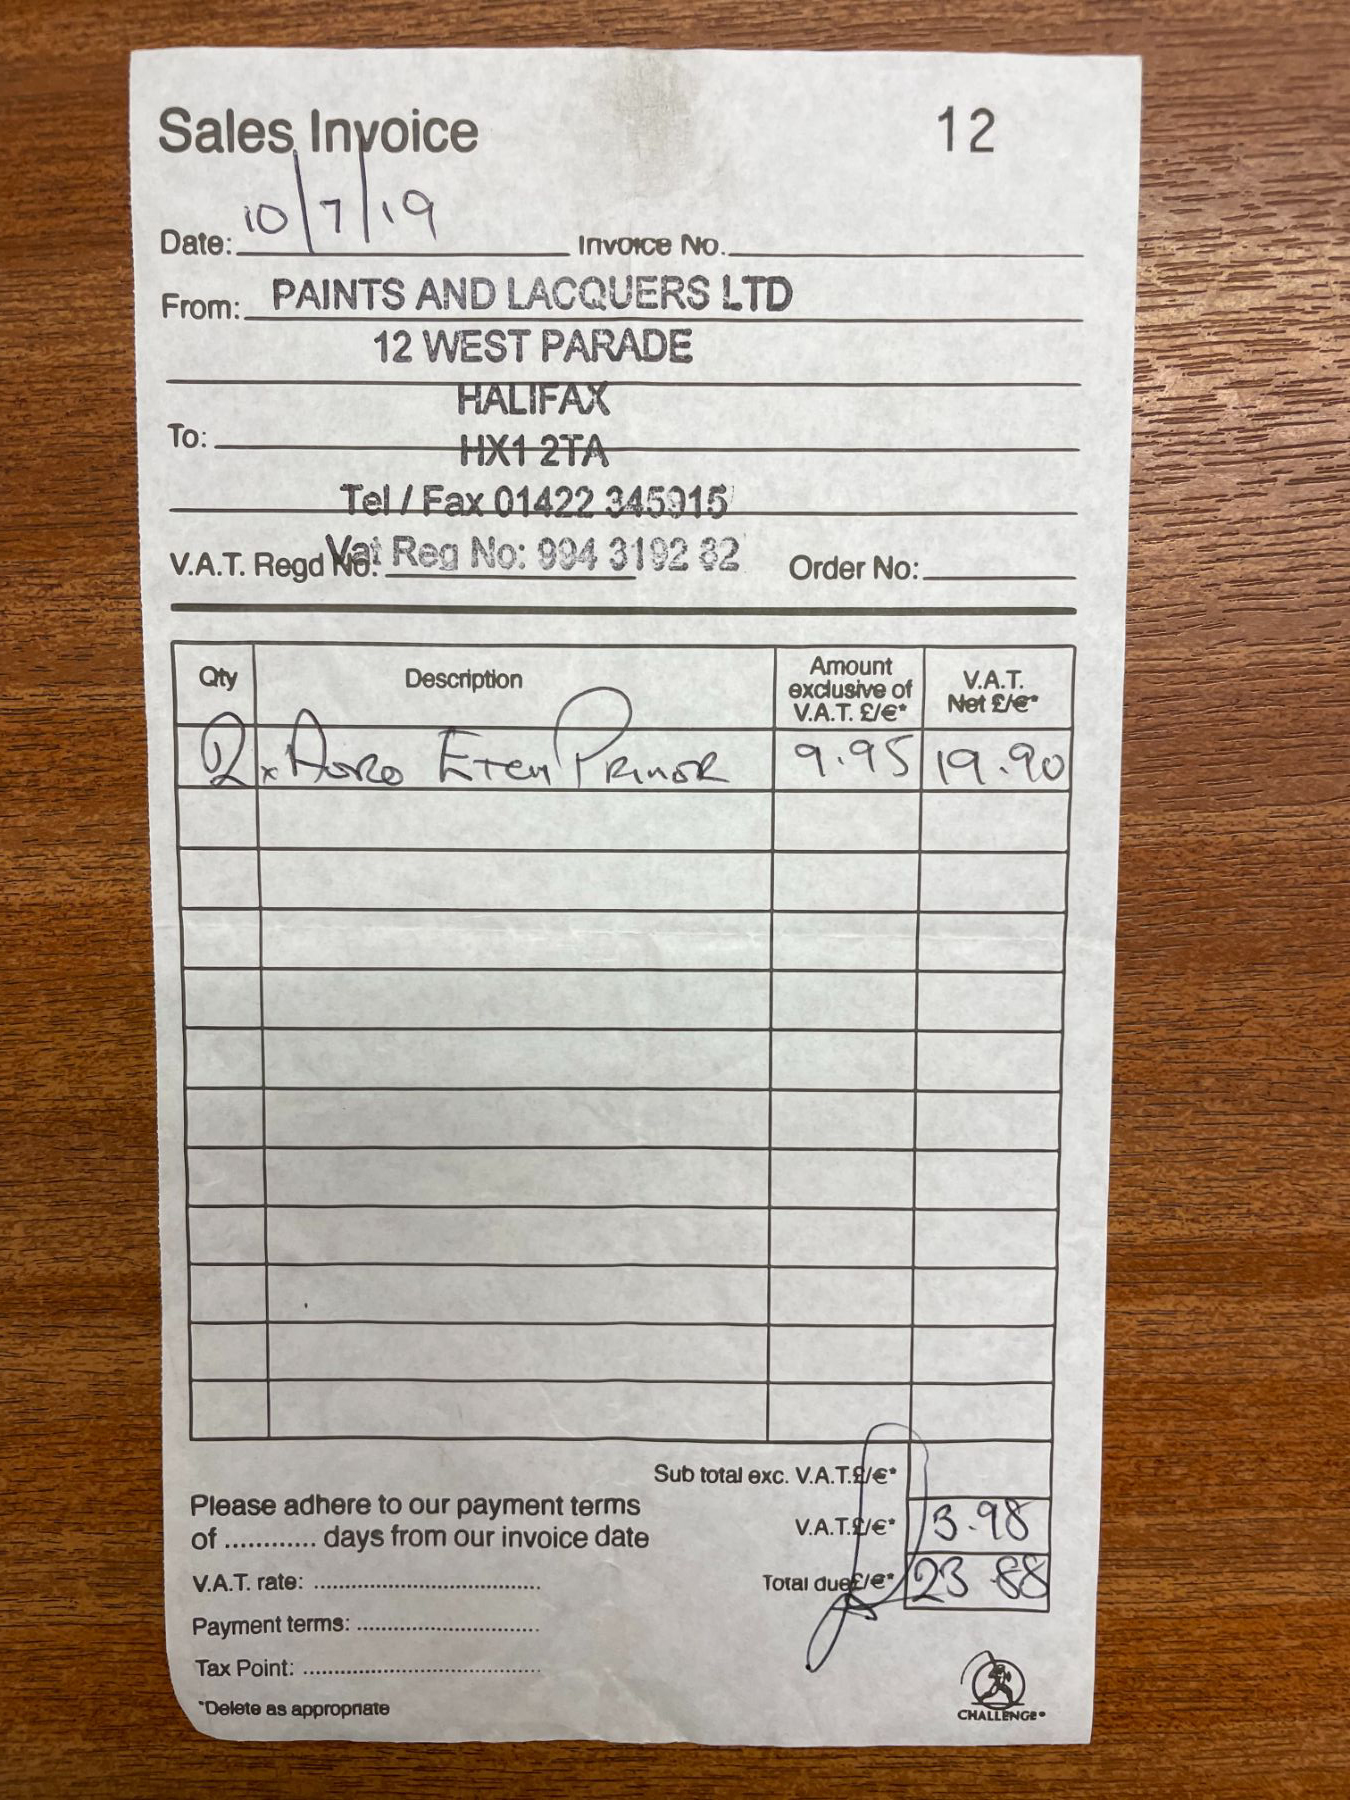 Sales Invoice 12
Date: 10/7/19 Invoice No.
From: PAINTS AND LACQUERS LTD
12 WEST PARADE
HALIFAX
To: HX1 2TA
Tel / Fax 01422 345915
V.A.T. Regd No: Vat Reg No: 994 3192 82 Order No:
Qty Description Amount exclusive of V.A.T. £/€* V.A.T. Net £/€*
2 x Etch 9.95 19.90
Sub total exc. V.A.T.£/€*
Please adhere to our payment terms
of ............ days from our invoice date
V.A.T.£/€* 3.98
V.A.T. rate: ................................
Total due£/€* 23 88
Payment terms: ................................
Tax Point: ................................
*Delete as appropriate
CHALLENGE®